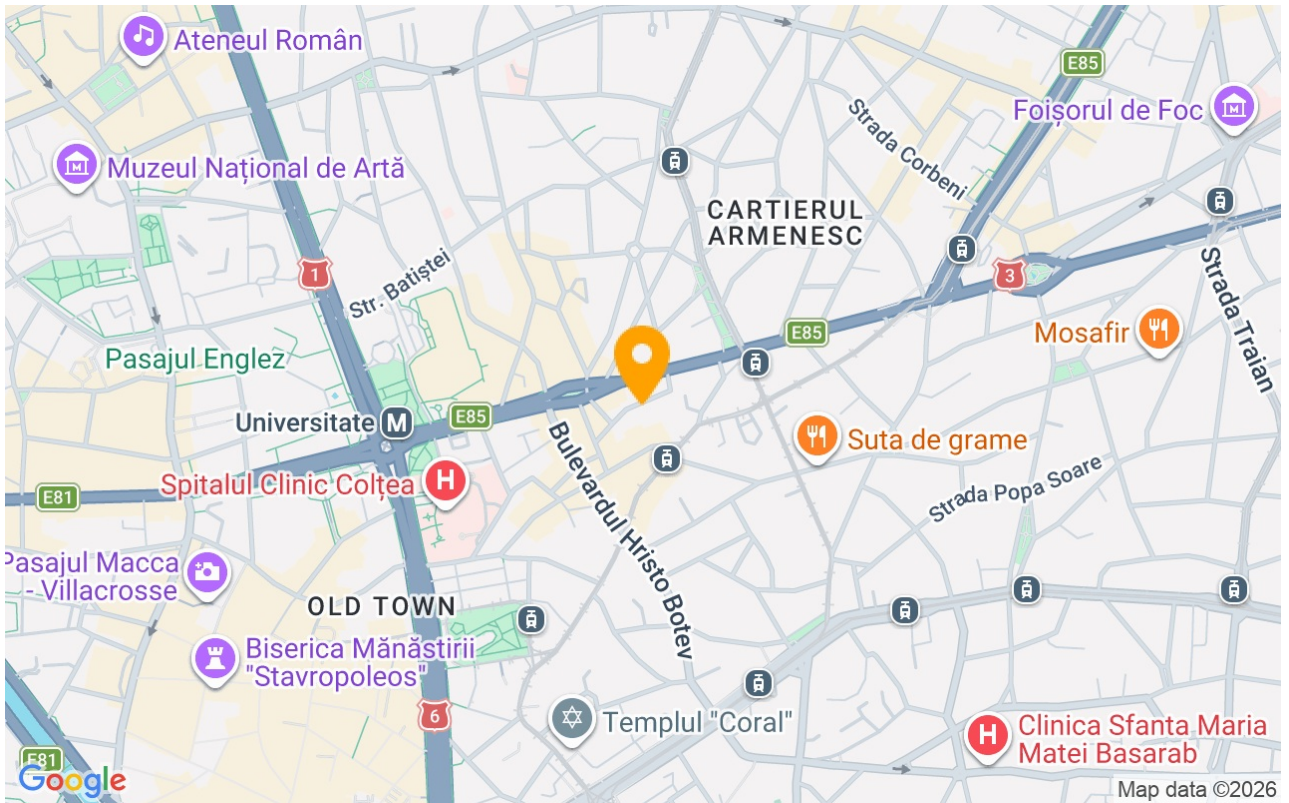 Ateneul Român
E85
Foișorul de Foc
Strada Corbeni
Muzeul Național de Artă
CARTIERUL
ARMENESC
1
Str. Batiștei
3
Strada Traian
E85
Mosafir
Pasajul Englez
Universitate
M
E85
Suta de grame
Bulevardul Hristo Botev
Spitalul Clinic Colțea
H
E81
Strada Popa Soare
Pasajul Macca
- Villacrosse
OLD TOWN
Biserica Mănăstirii
"Stavropoleos"
6
Templul "Coral"
H
Clinica Sfanta Maria
Matei Basarab
E81
Google
Map data ©2026